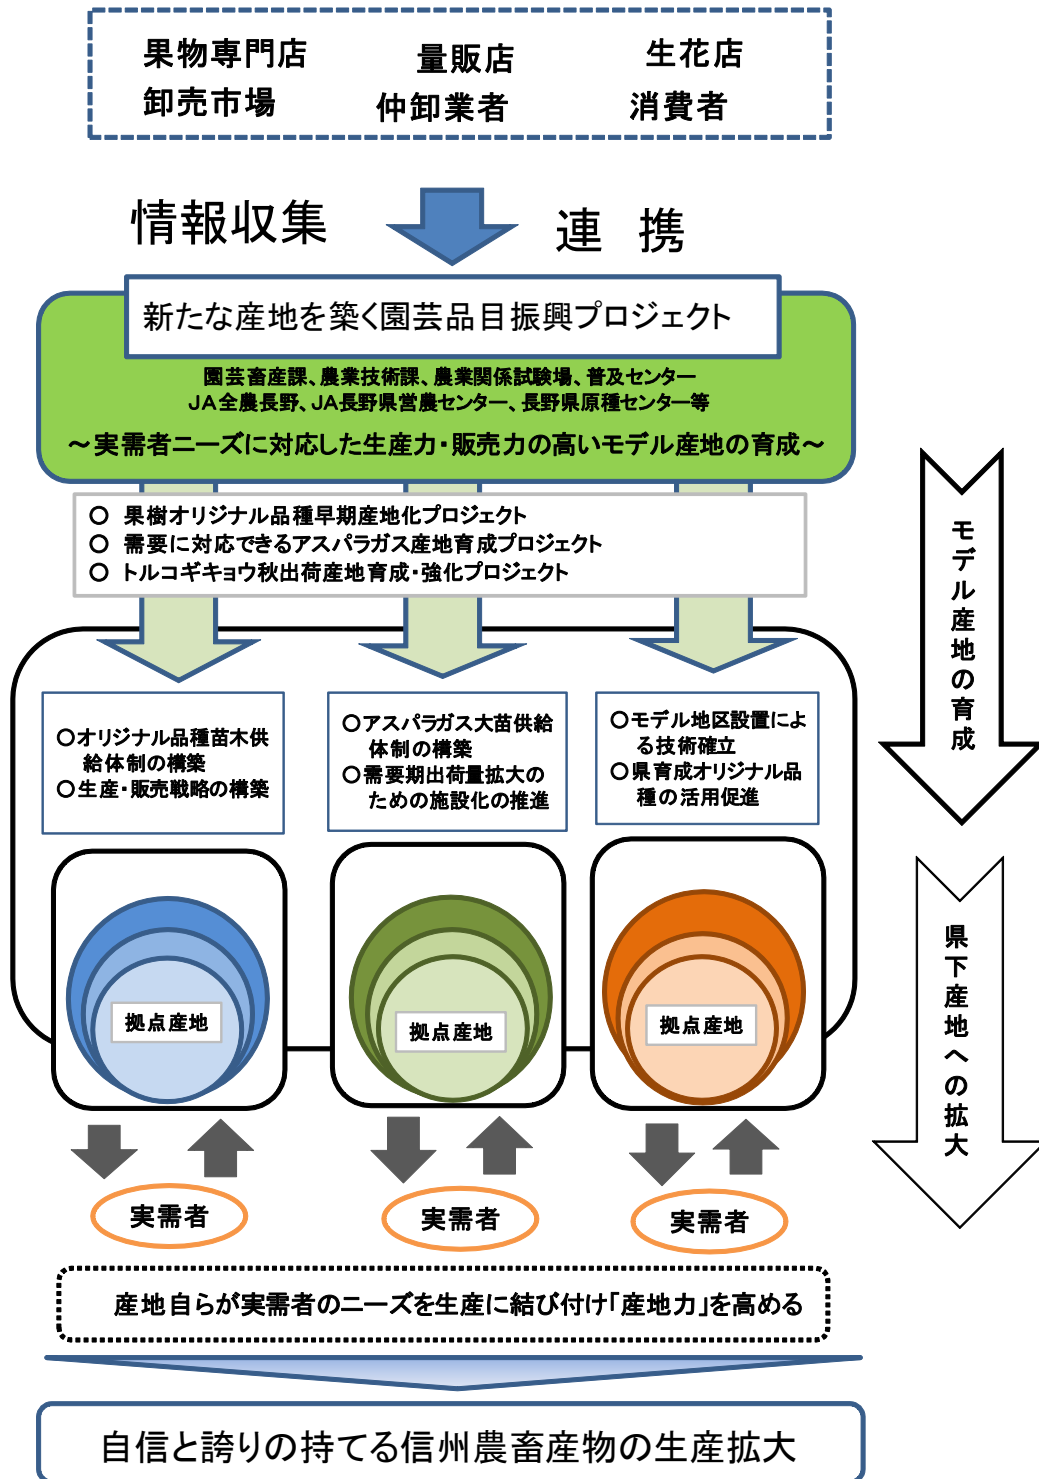 果物専門店 量販店 生花店
卸売市場 仲卸業者 消費者
情報収集 連 携
新たな産地を築く園芸品目振興プロジェクト
園芸畜産課、農業技術課、農業関係試験場、普及センター
JA全農長野、JA長野県営農センター、長野県原種センター等
～実需者ニーズに対応した生産力・販売力の高いモデル産地の育成～
○ 果樹オリジナル品種早期産地化プロジェクト
○ 需要に対応できるアスパラガス産地育成プロジェクト
○ トルコギキョウ秋出荷産地育成・強化プロジェクト
モデル産地の育成
○オリジナル品種苗木供
給体制の構築
○生産・販売戦略の構築
○アスパラガス大苗供給
体制の構築
○需要期出荷量拡大の
ための施設化の推進
○モデル地区設置によ
る技術確立
○県育成オリジナル品
種の活用促進
県下産地への拡大
拠点産地
拠点産地
拠点産地
実需者
実需者
実需者
産地自らが実需者のニーズを生産に結び付け「産地力」を高める
自信と誇りの持てる信州農畜産物の生産拡大